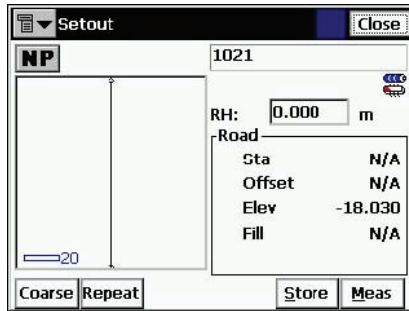 Setout Close
NP 1021
RH: 0.000 m
Road
Sta N/A
Offset N/A
Elev -18.030
Fill N/A
20
Coarse Repeat Store Meas